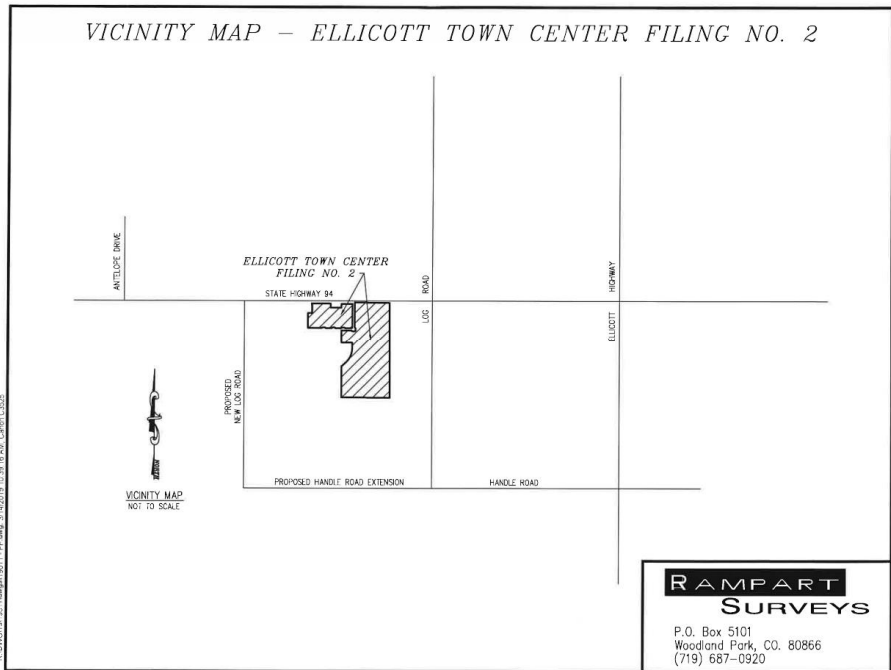 VICINITY MAP – ELLICOTT TOWN CENTER FILING NO. 2
ANTELOPE DRIVE
ELLICOTT TOWN CENTER
FILING NO. 2
STATE HIGHWAY 94
LOG ROAD
ELLICOTT HIGHWAY
PROPOSED
NEW LOG ROAD
PROPOSED HANDLE ROAD EXTENSION
HANDLE ROAD
VICINITY MAP
NOT TO SCALE
RAMPART
SURVEYS
P.O. Box 5101
Woodland Park, CO. 80866
(719) 687-0920